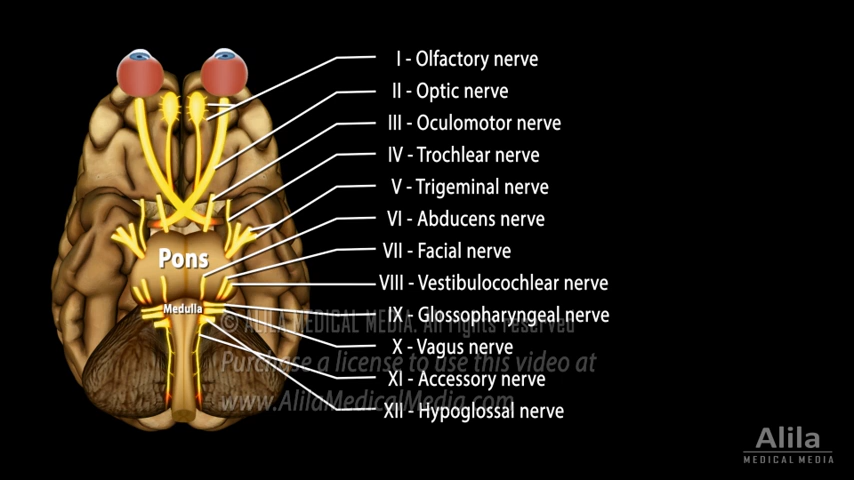 I - Olfactory nerve
II - Optic nerve
III - Oculomotor nerve
IV - Trochlear nerve
V - Trigeminal nerve
VI - Abducens nerve
VII - Facial nerve
VIII - Vestibulocochlear nerve
IX - Glossopharyngeal nerve
X - Vagus nerve
XI - Accessory nerve
XII - Hypoglossal nerve
Pons
Medulla
© ALILA MEDICAL MEDIA. All rights reserved
Purchase a license to use this video at
www.AlilaMedicalMedia.com
Alila
MEDICAL MEDIA